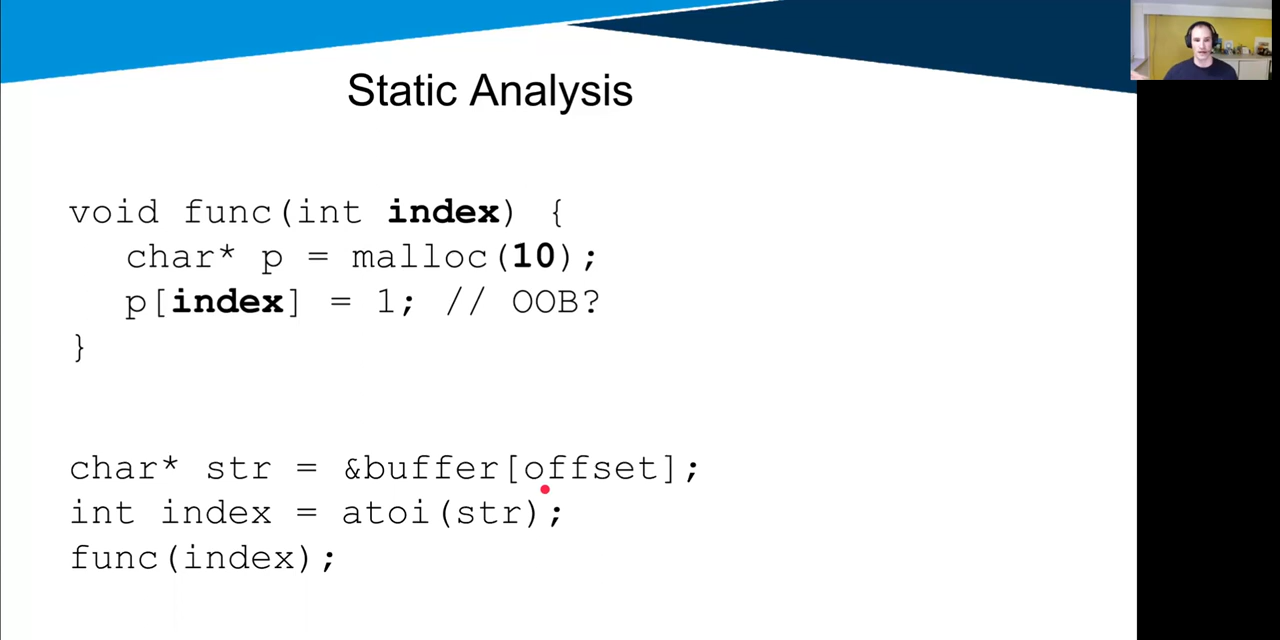 Static Analysis
void func(int index) {
char* p = malloc(10);
p[index] = 1; // OOB?
}
char* str = &buffer[offset];
int index = atoi(str);
func(index);